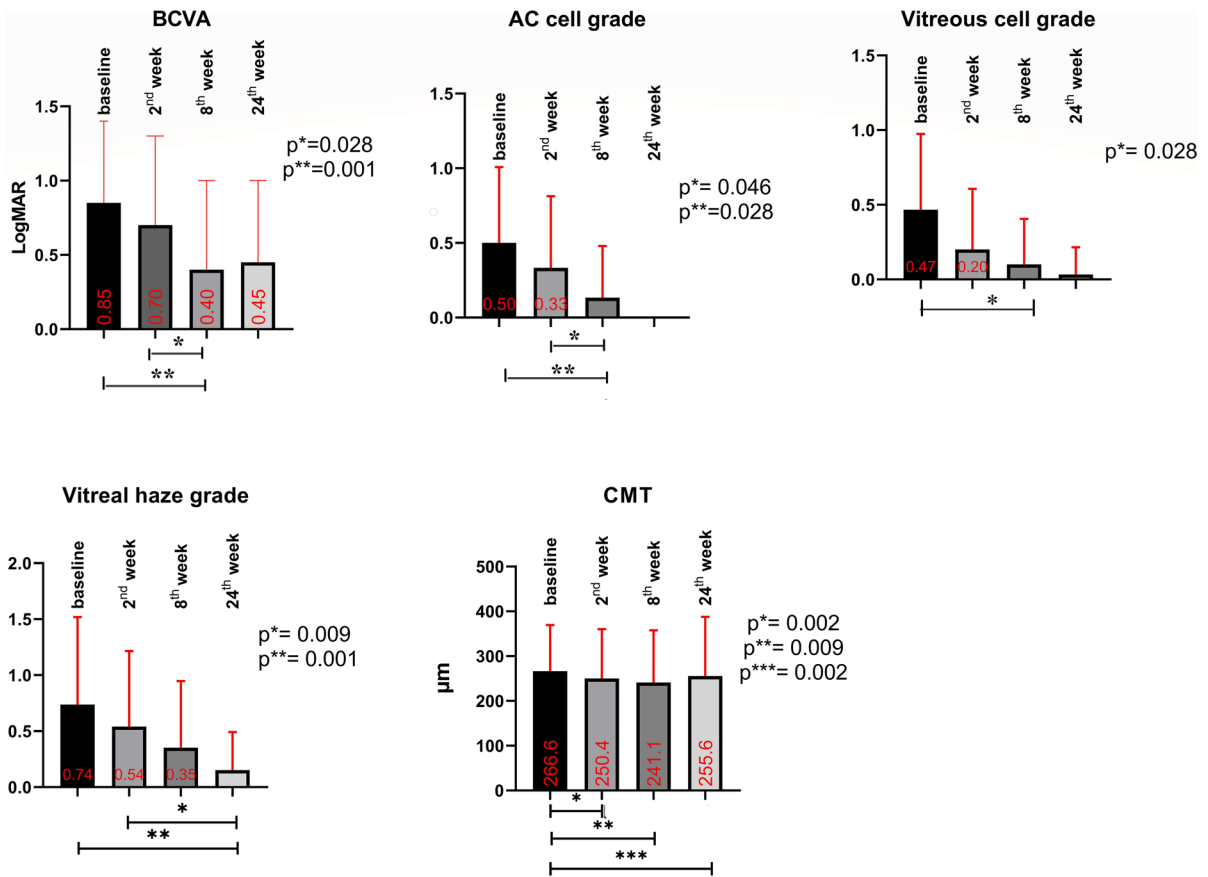 BCVA
baseline
2nd week
8th week
24th week
LogMAR
1.5
1.0
0.5
0.0
0.85
0.70
0.40
0.45
*
**
p*=0.028
p**=0.001
AC cell grade
baseline
2nd week
8th week
24th week
1.5
1.0
0.5
0.0
0.50
0.33
*
**
p*= 0.046
p**=0.028
Vitreous cell grade
baseline
2nd week
8th week
24th week
1.5
1.0
0.5
0.0
0.47
0.20
*
p*= 0.028
Vitreal haze grade
baseline
2nd week
8th week
24th week
2.0
1.5
1.0
0.5
0.0
0.74
0.54
0.35
*
**
p*= 0.009
p**= 0.001
CMT
baseline
2nd week
8th week
24th week
µm
500
400
300
200
100
0
266.6
250.4
241.1
255.6
*
**
***
p*= 0.002
p**= 0.009
p***= 0.002